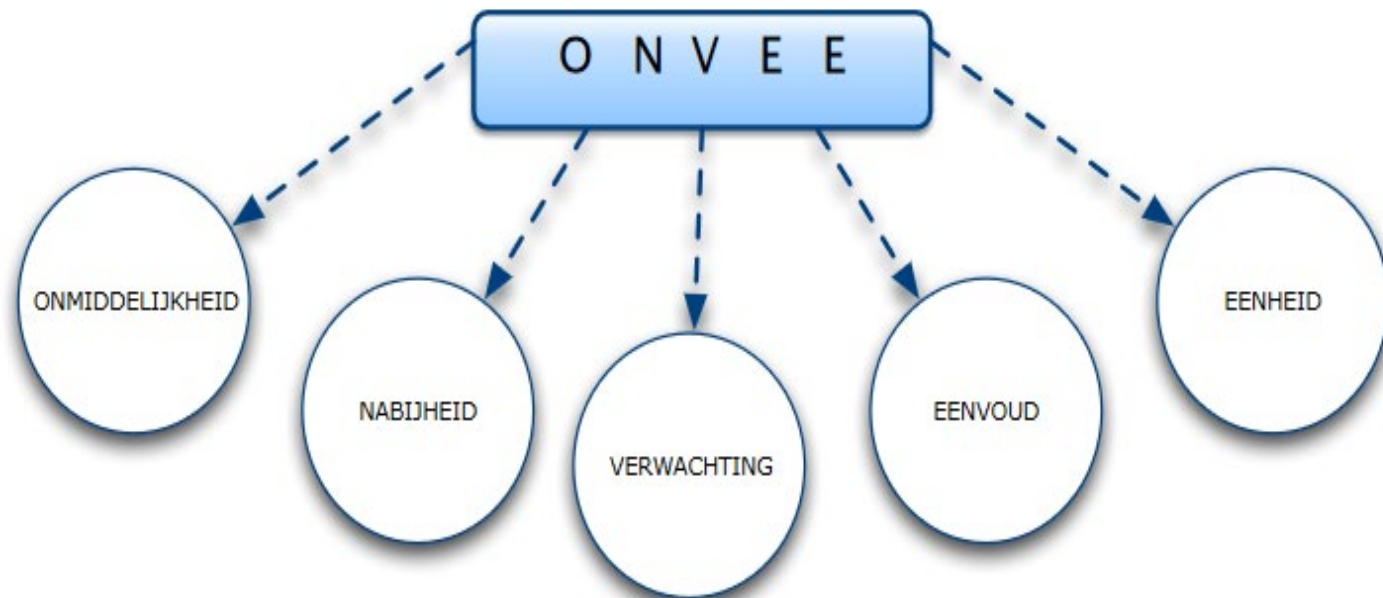 O N V E E
ONMIDDELIJKHEID
NABIJHEID
VERWACHTING
EENVOUD
EENHEID